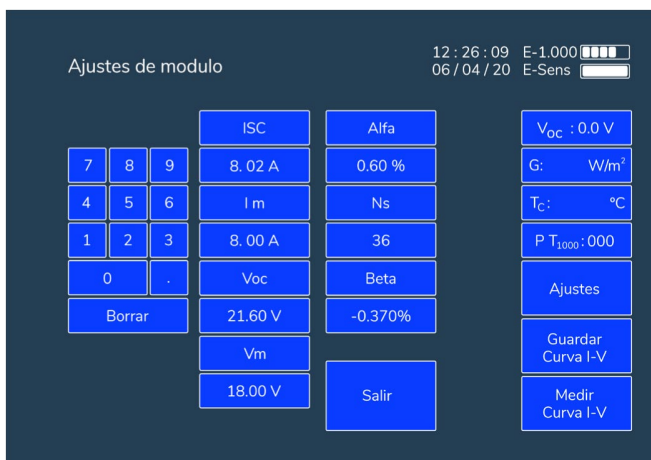 Ajustes de modulo
12 : 26 : 09 E-1.000
06 / 04 / 20 E-Sens
7 8 9
4 5 6
1 2 3
0 .
Borrar
ISC
8. 02 A
I m
8. 00 A
Voc
21.60 V
Vm
18.00 V
Alfa
0.60 %
Ns
36
Beta
-0.370%
Salir
VOC : 0.0 V
G: W/m²
TC : ºC
P T1000 : 000
Ajustes
Guardar
Curva I-V
Medir
Curva I-V